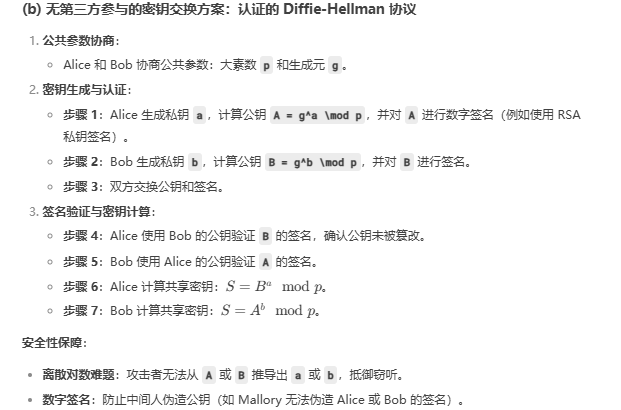 (b) 无第三方参与的密钥交换方案：认证的 Diffie-Hellman 协议
1. 公共参数协商：
Alice 和 Bob 协商公共参数：大素数 p 和生成元 g 。
2. 密钥生成与认证：
步骤 1：Alice 生成私钥 a ，计算公钥 A = g^a \mod p ，并对 A 进行数字签名（例如使用 RSA
私钥签名）。
步骤 2：Bob 生成私钥 b ，计算公钥 B = g^b \mod p ，并对 B 进行签名。
步骤 3：双方交换公钥和签名。
3. 签名验证与密钥计算：
步骤 4：Alice 使用 Bob 的公钥验证 B 的签名，确认公钥未被篡改。
步骤 5：Bob 使用 Alice 的公钥验证 A 的签名。
步骤 6：Alice 计算共享密钥：S = Bᵃ mod p。
步骤 7：Bob 计算共享密钥：S = Aᵇ mod p。
安全性保障：
离散对数难题：攻击者无法从 A 或 B 推导出 a 或 b ，抵御窃听。
数字签名：防止中间人伪造公钥（如 Mallory 无法伪造 Alice 或 Bob 的签名）。